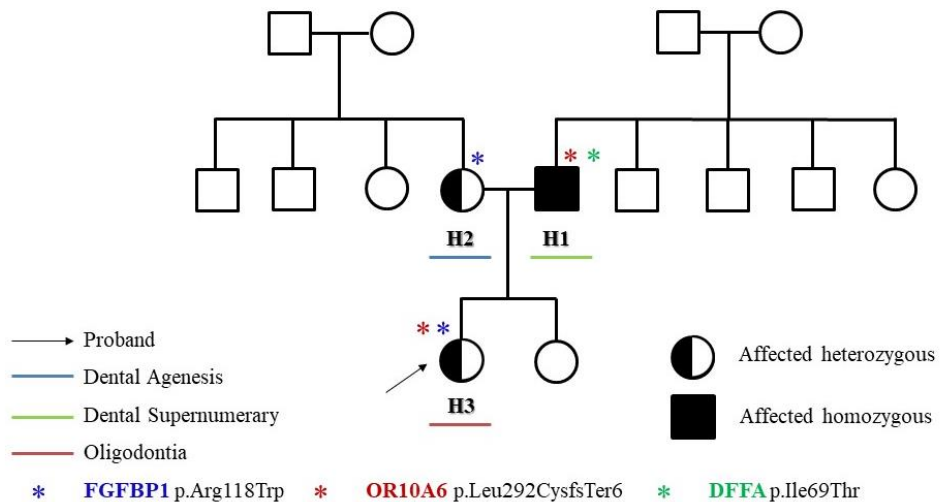 * * *
H2 H1
* *
H3
Proband
Dental Agenesis
Dental Supernumerary
Oligodontia
Affected heterozygous
Affected homozygous
* FGFBP1 p.Arg118Trp * OR10A6 p.Leu292CysfsTer6 * DFFA p.Ile69Thr